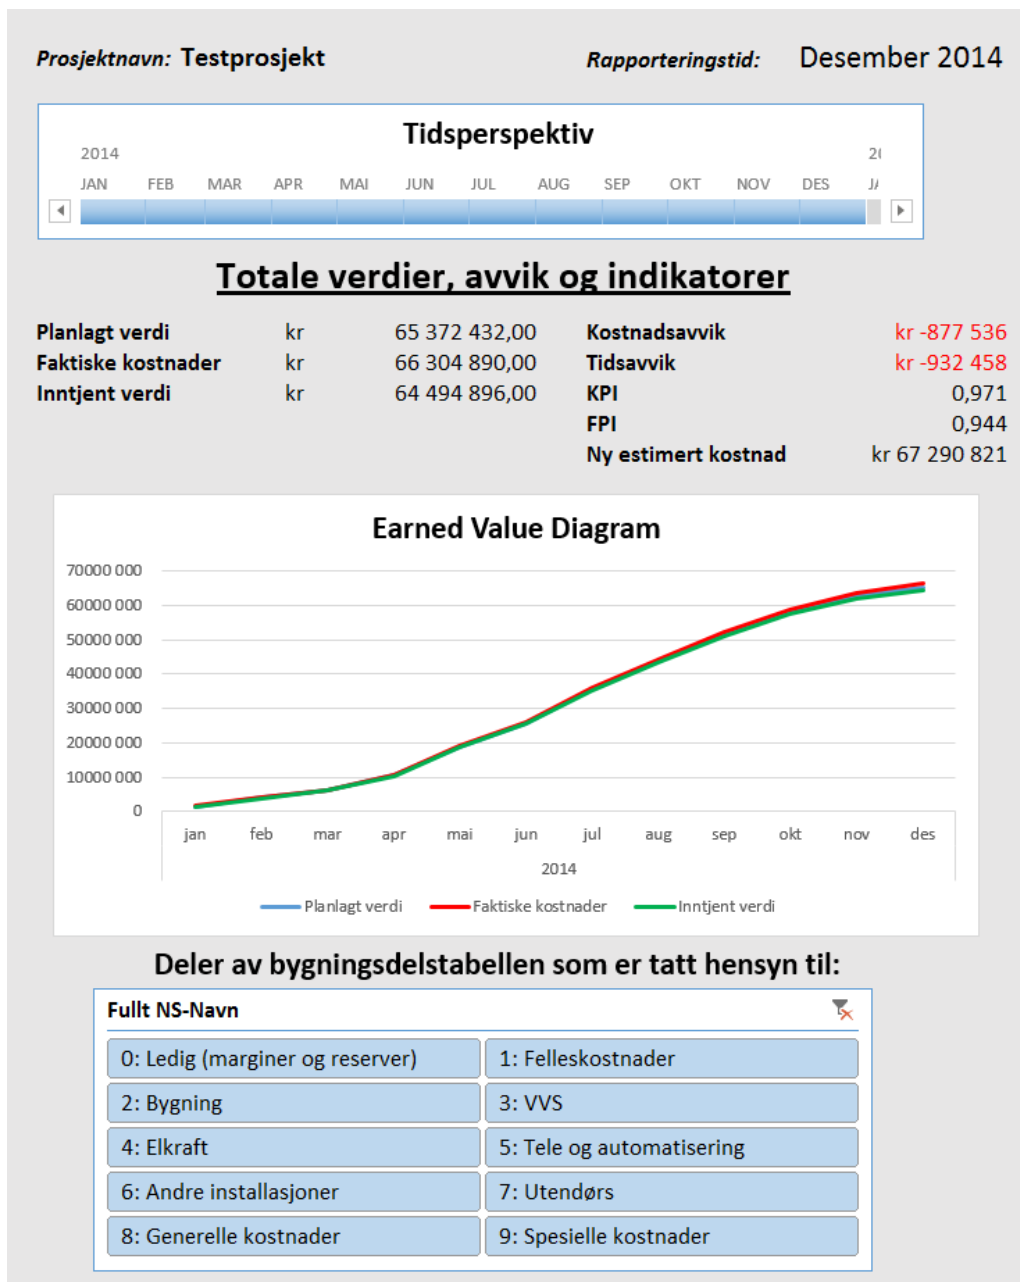 Prosjektnavn: Testprosjekt Rapporteringstid: Desember 2014
Tidsperspektiv
2014 20
JAN FEB MAR APR MAI JUN JUL AUG SEP OKT NOV DES
Totale verdier, avvik og indikatorer
Planlagt verdi kr 65 372 432,00 Kostnadsavvik kr -877 536
Faktiske kostnader kr 66 304 890,00 Tidsavvik kr -932 458
Inntjent verdi kr 64 494 896,00 KPI 0,971
FPI 0,944
Ny estimert kostnad kr 67 290 821
Earned Value Diagram
70000 000
60000 000
50000 000
40000 000
30000 000
20000 000
10000 000
0
jan feb mar apr mai jun jul aug sep okt nov des
2014
Planlagt verdi Faktiske kostnader Inntjent verdi
Deler av bygningsdelstabellen som er tatt hensyn til:
Fullt NS-Navn
0: Ledig (marginer og reserver) 1: Felleskostnader
2: Bygning 3: VVS
4: Elkraft 5: Tele og automatisering
6: Andre installasjoner 7: Utendørs
8: Generelle kostnader 9: Spesielle kostnader